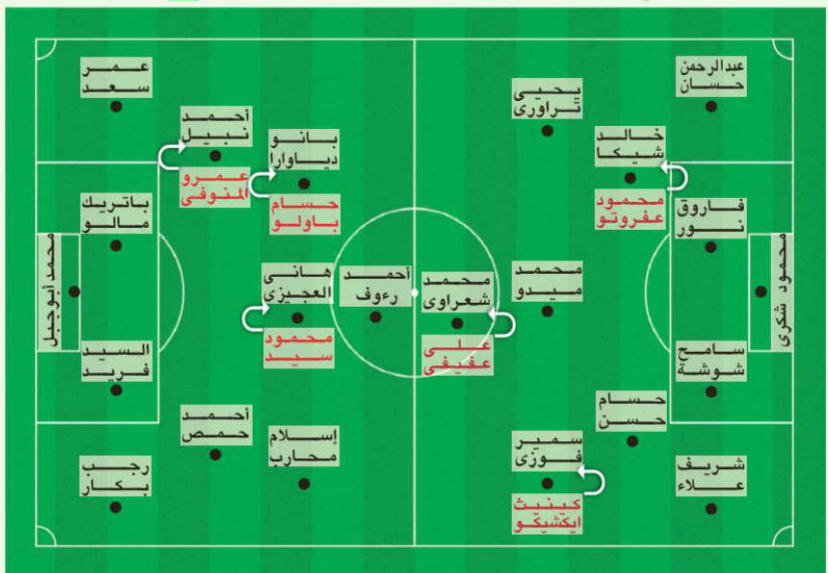 عمر
سعد
أحمد
نبيل
عمرو
المنوفى
بانو
دياوارا
حسام
باولو
باتريك
مالو
محمد أبوجبل
هانى
العجيزى
محمود
سيد
أحمد
رءوف
السيد
فريد
أحمد
حمص
إسلام
محارب
رجب
بكار
عبدالرحمن
حسان
يحيى
تراورى
خالد
شيكا
محمود
عفروتو
فاروق
نور
محمود شكرى
محمد
ميدو
محمد
شعراوى
على
عفيفى
سامح
شوشة
حسام
حسن
سمير
فوزى
كينيث
ايكشيكو
شريف
علاء